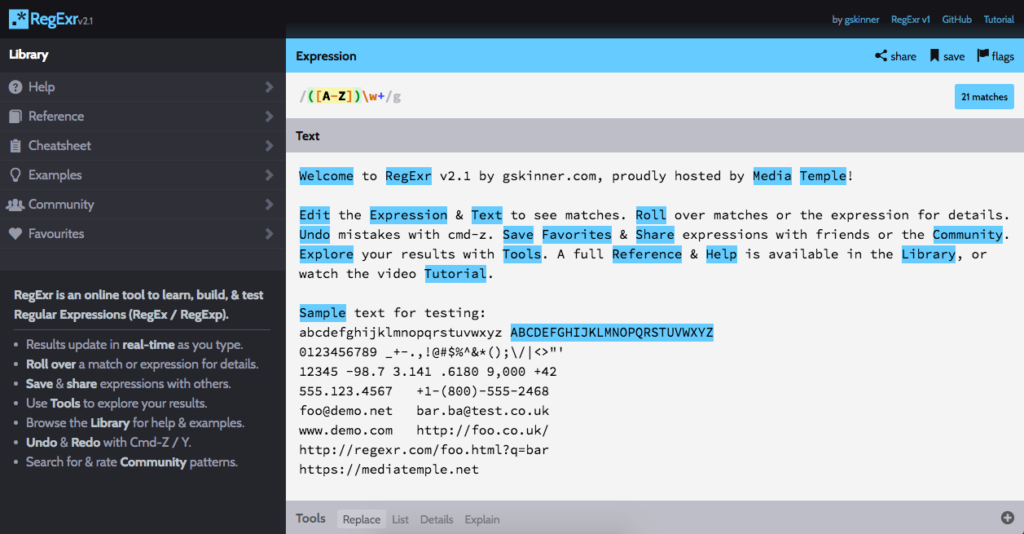 RegExr v2.1
by gskinner RegExr v1 GitHub Tutorial
Library
Help
Reference
Cheatsheet
Examples
Community
Favourites
RegExr is an online tool to learn, build, & test
Regular Expressions (RegEx / RegExp).
• Results update in real-time as you type.
• Roll over a match or expression for details.
• Save & share expressions with others.
• Use Tools to explore your results.
• Browse the Library for help & examples.
• Undo & Redo with Cmd-Z / Y.
• Search for & rate Community patterns.
Expression share save flags
/([A-Z])\w+/g 21 matches
Text
Welcome to RegExr v2.1 by gskinner.com, proudly hosted by Media Temple!
Edit the Expression & Text to see matches. Roll over matches or the expression for details.
Undo mistakes with cmd-z. Save Favorites & Share expressions with friends or the Community.
Explore your results with Tools. A full Reference & Help is available in the Library, or
watch the video Tutorial.
Sample text for testing:
abcdefghijklmnopqrstuvwxyz ABCDEFGHIJKLMNOPQRSTUVWXYZ
0123456789 _+-.,!@#$%^&*();\/|<>"'
12345 -98.7 3.141 .6180 9,000 +42
555.123.4567 +1-(800)-555-2468
foo@demo.net bar.ba@test.co.uk
www.demo.com http://foo.co.uk/
http://regexr.com/foo.html?q=bar
https://mediatemple.net
Tools Replace List Details Explain